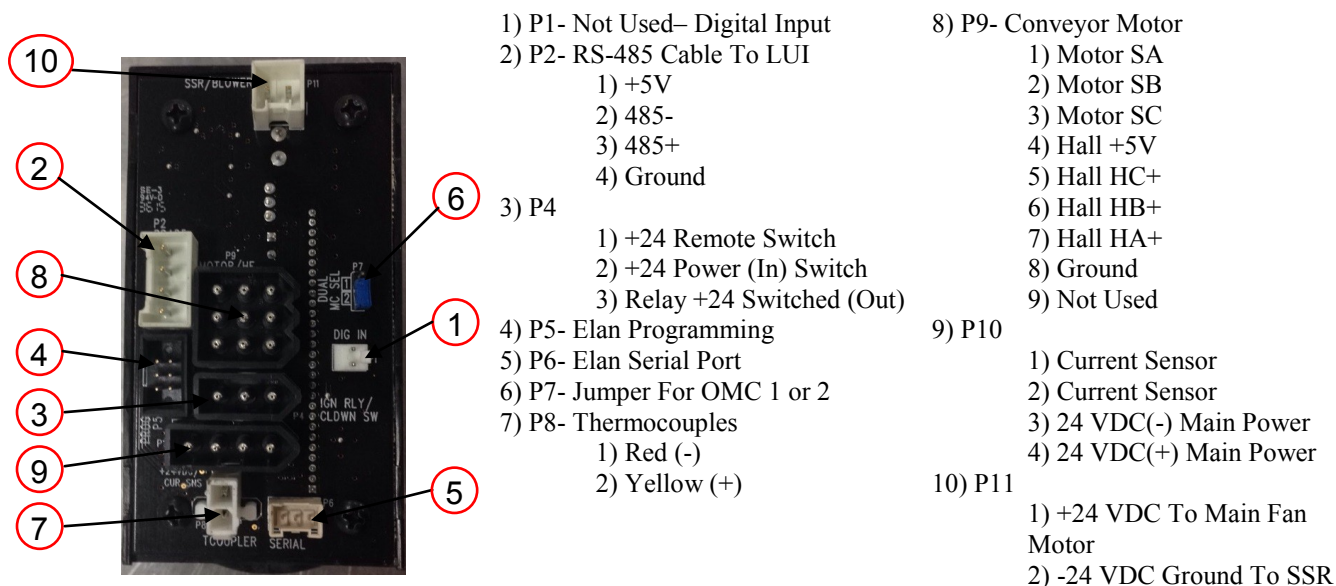 10
2
8
4
3
9
7
6
1
5
SSR/BLOWER
P11
P2
P9
MOTOR/HE
DUAL
MC SEL
1
2
P7
DIG IN
IGN RLY/
CLDWN SW
P4
P5
CUR SNS
P8
TCOUPLER
SERIAL
P6
1) P1- Not Used– Digital Input
2) P2- RS-485 Cable To LUI
1) +5V
2) 485-
3) 485+
4) Ground
3) P4
1) +24 Remote Switch
2) +24 Power (In) Switch
3) Relay +24 Switched (Out)
4) P5- Elan Programming
5) P6- Elan Serial Port
6) P7- Jumper For OMC 1 or 2
7) P8- Thermocouples
1) Red (-)
2) Yellow (+)
8) P9- Conveyor Motor
1) Motor SA
2) Motor SB
3) Motor SC
4) Hall +5V
5) Hall HC+
6) Hall HB+
7) Hall HA+
8) Ground
9) Not Used
9) P10
1) Current Sensor
2) Current Sensor
3) 24 VDC(-) Main Power
4) 24 VDC(+) Main Power
10) P11
1) +24 VDC To Main Fan
Motor
2) -24 VDC Ground To SSR